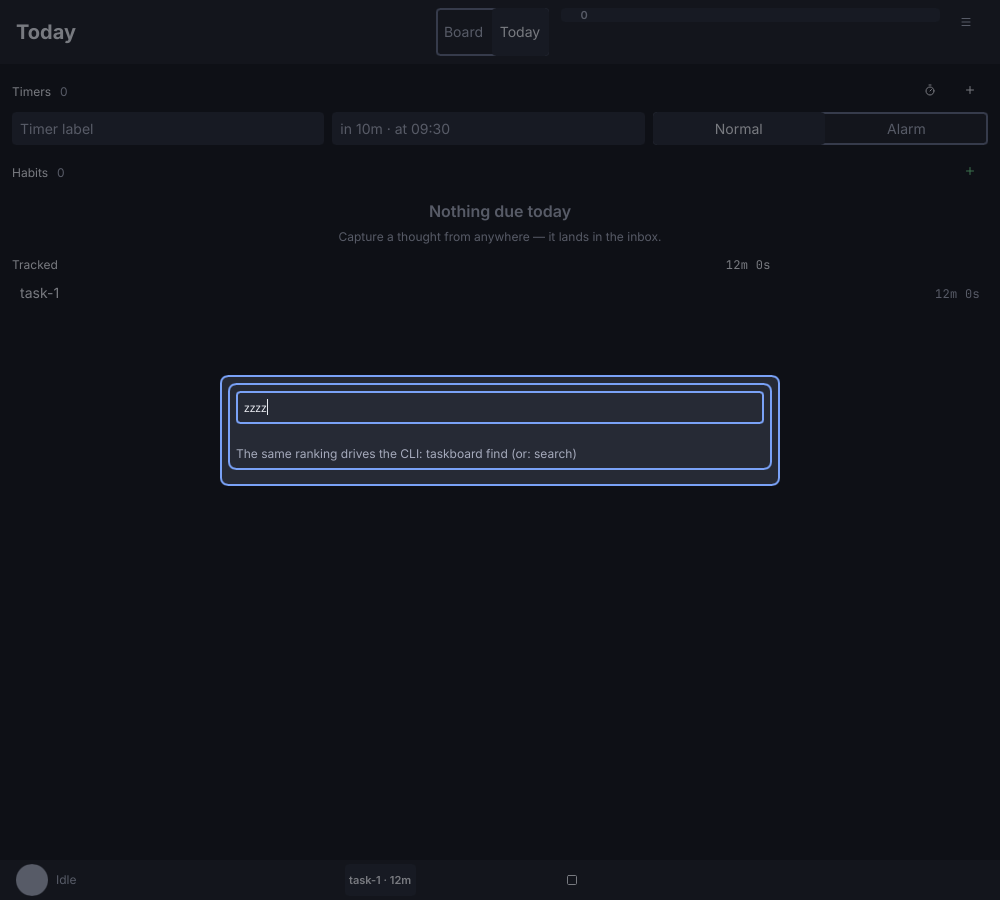 Today
Board Today
0
Timers 0
+
Timer label
in 10m · at 09:30
Normal
Alarm
Habits 0
+
Nothing due today
Capture a thought from anywhere — it lands in the inbox.
Tracked 12m 0s
task-1 12m 0s
zzzz
The same ranking drives the CLI: taskboard find (or: search)
Idle
task-1 · 12m